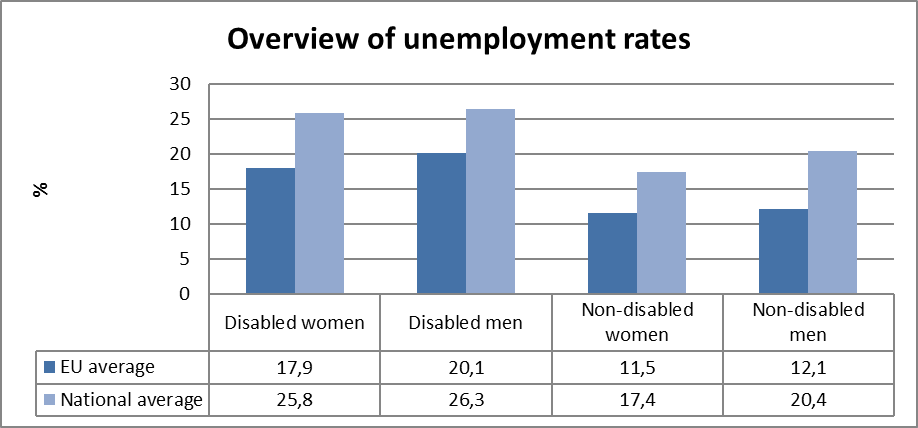 Overview of unemployment rates
%
30
25
20
15
10
5
0
Disabled women Disabled men Non-disabled women Non-disabled men
EU average 17,9 20,1 11,5 12,1
National average 25,8 26,3 17,4 20,4